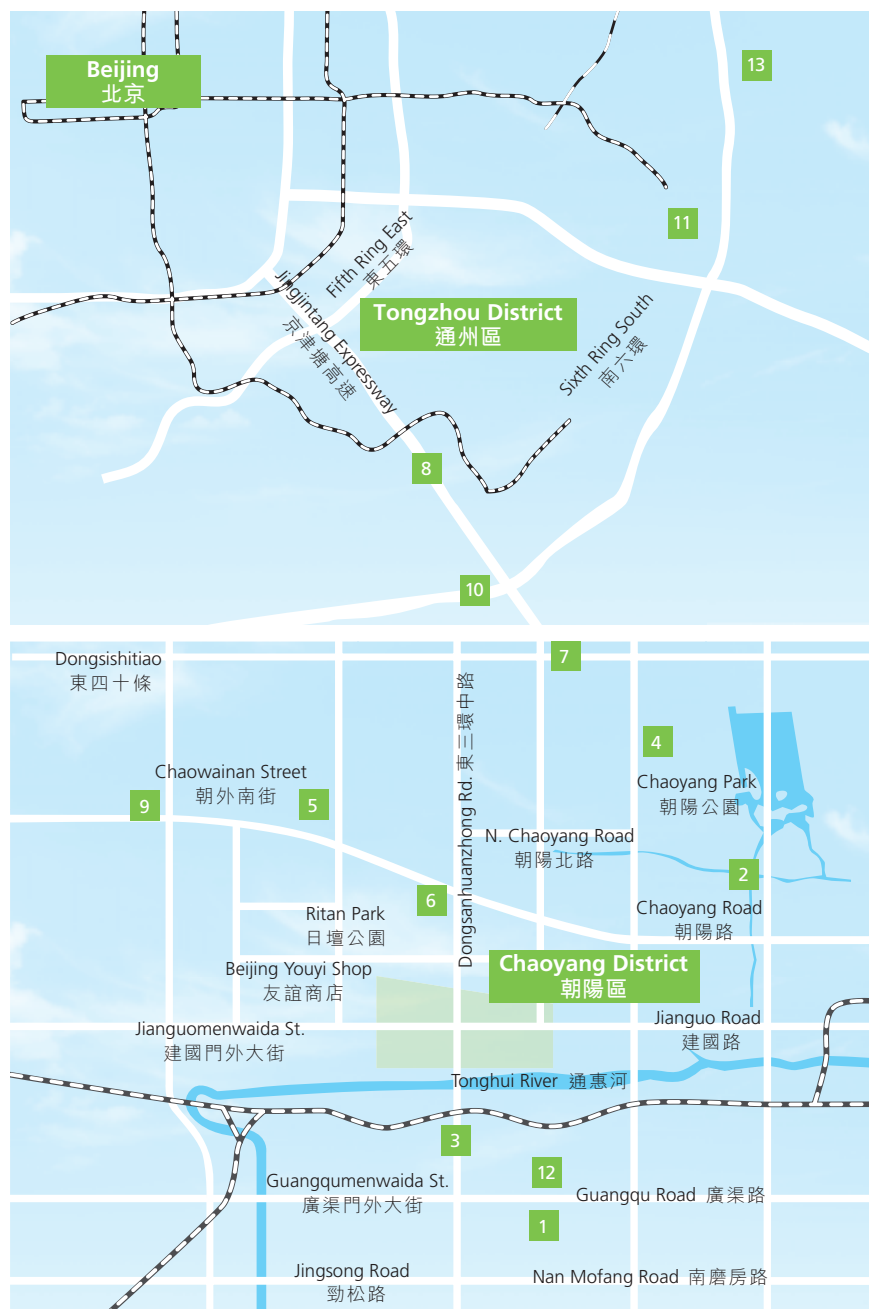 Beijing
北京
13
11
Fifth Ring East
東五環
Jingjintang Expressway
京津塘高速
Tongzhou District
通州區
Sixth Ring South
南六環
8
10
Dongsishitiao
東四十條
7
Dongsanhuanzhong Rd. 東三環中路
4
Chaowainan Street
朝外南街
Chaoyang Park
朝陽公園
9
5
N. Chaoyang Road
朝陽北路
2
6
Ritan Park
日壇公園
Chaoyang Road
朝陽路
Beijing Youyi Shop
友誼商店
Chaoyang District
朝陽區
Jianguomenwaida St.
建國門外大街
Jianguo Road
建國路
Tonghui River 通惠河
3
12
Guangqumenwaida St.
廣渠門外大街
Guangqu Road 廣渠路
1
Jingsong Road
勁松路
Nan Mofang Road 南磨房路